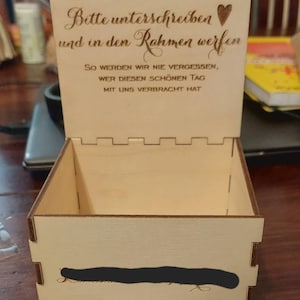 Bitte unterschreiben
und in den Rahmen werfen
So werden wir nie vergessen,
wer diesen schönen Tag
mit uns verbracht hat